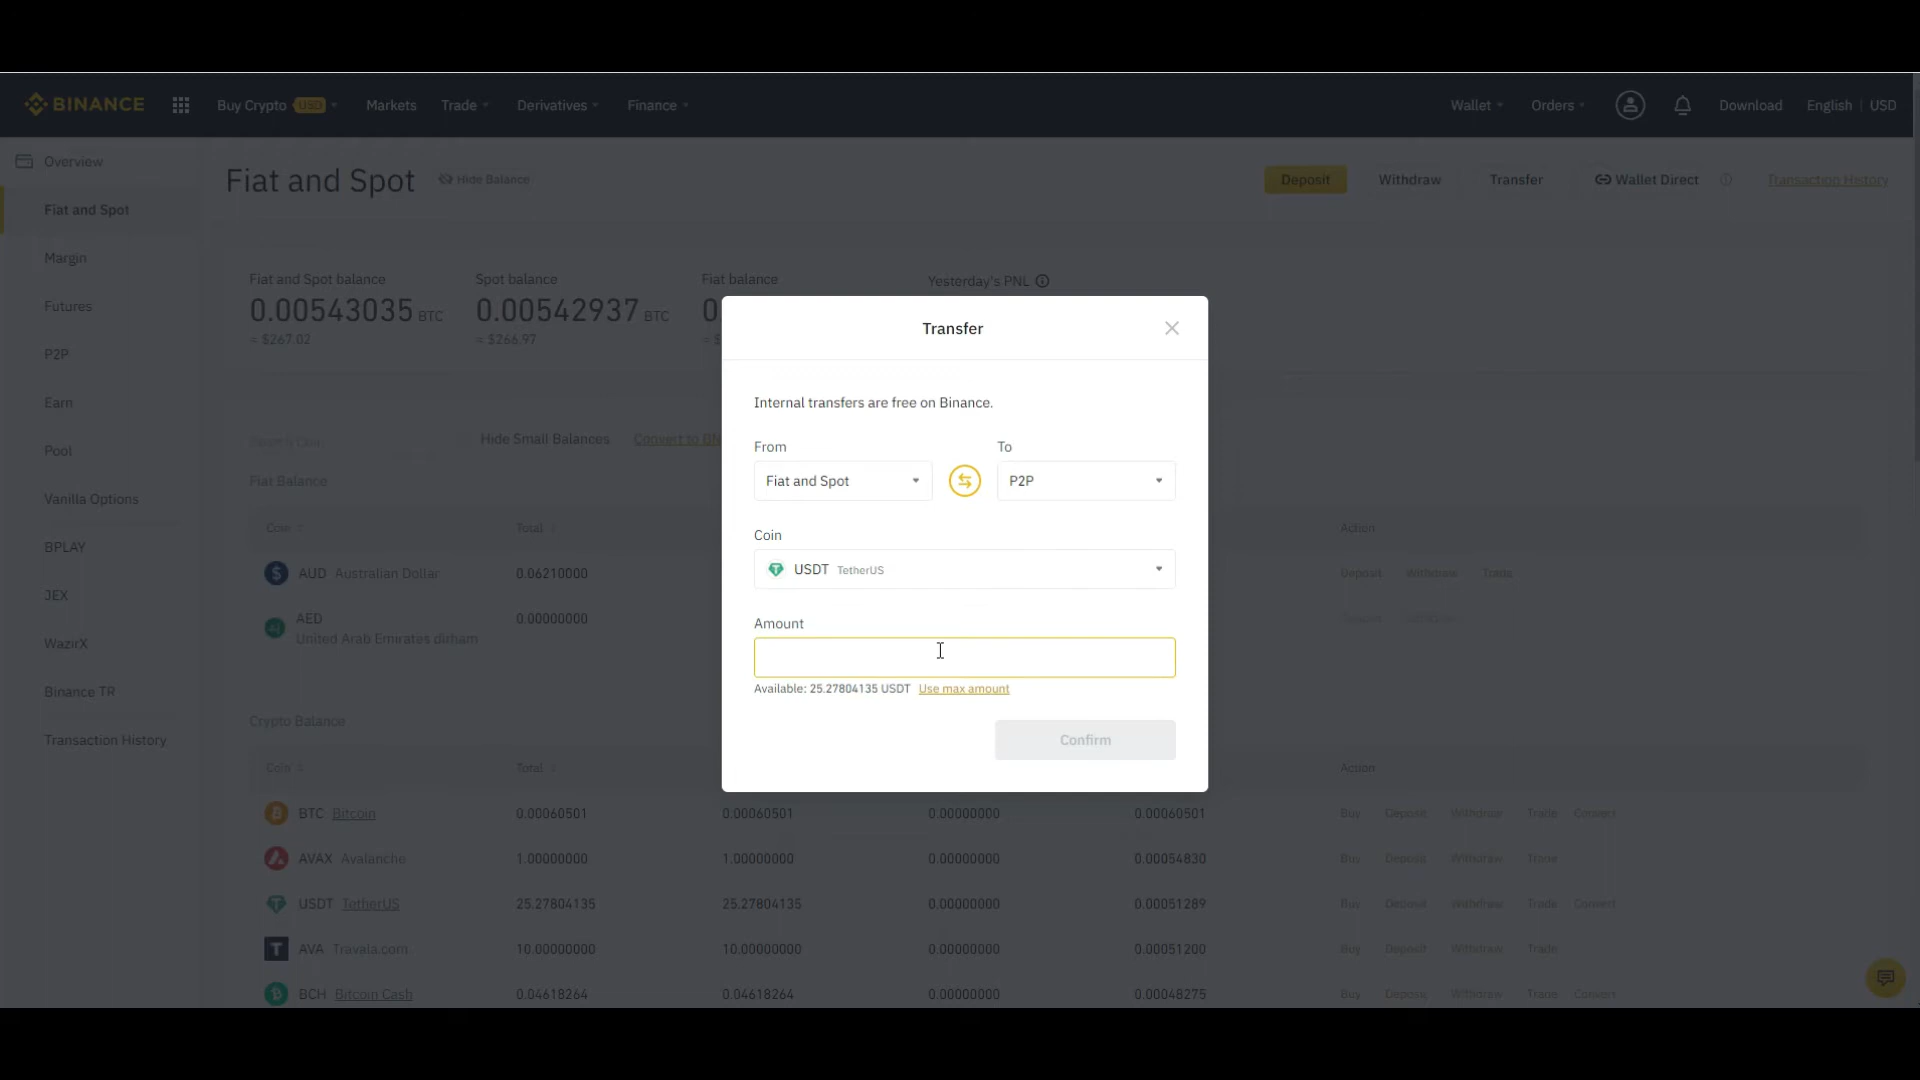 BINANCE Buy Crypto USD Markets Trade Derivatives Finance Wallet Orders Download English | USD
Overview
Fiat and Spot Hide Balance Deposit Withdraw Transfer Wallet Direct Transaction History
Fiat and Spot
Margin
Futures
P2P
Earn
Pool
Vanilla Options
BPLAY
JEX
WazirX
Binance TR
Transaction History
Fiat and Spot balance Spot balance Fiat balance Yesterday's PNL
0.00543035 BTC 0.00542937 BTC 0
≈ $267.02 ≈ $266.97 ≈ $
Hide Small Balances Convert to BN
Fiat Balance
Coin Total Action
AUD Australian Dollar 0.06210000 Deposit Withdraw Trade
AED 0.00000000
United Arab Emirates dirham
Crypto Balance
Coin Total Action
BTC Bitcoin 0.00060501 0.00060501 0.00000000 0.00060501 Buy Deposit Withdraw Trade Convert
AVAX Avalanche 1.00000000 1.00000000 0.00000000 0.00054830 Buy Deposit Withdraw Trade
USDT TetherUS 25.27804135 25.27804135 0.00000000 0.00051289 Buy Deposit Withdraw Trade Convert
AVA Travala.com 10.00000000 10.00000000 0.00000000 0.00051200 Buy Deposit Withdraw Trade
BCH Bitcoin Cash 0.04618264 0.04618264 0.00000000 0.00048275 Buy Deposit Withdraw Trade Convert
Transfer
Internal transfers are free on Binance.
From To
Fiat and Spot P2P
Coin
USDT TetherUS
Amount
Available: 25.27804135 USDT Use max amount
Confirm